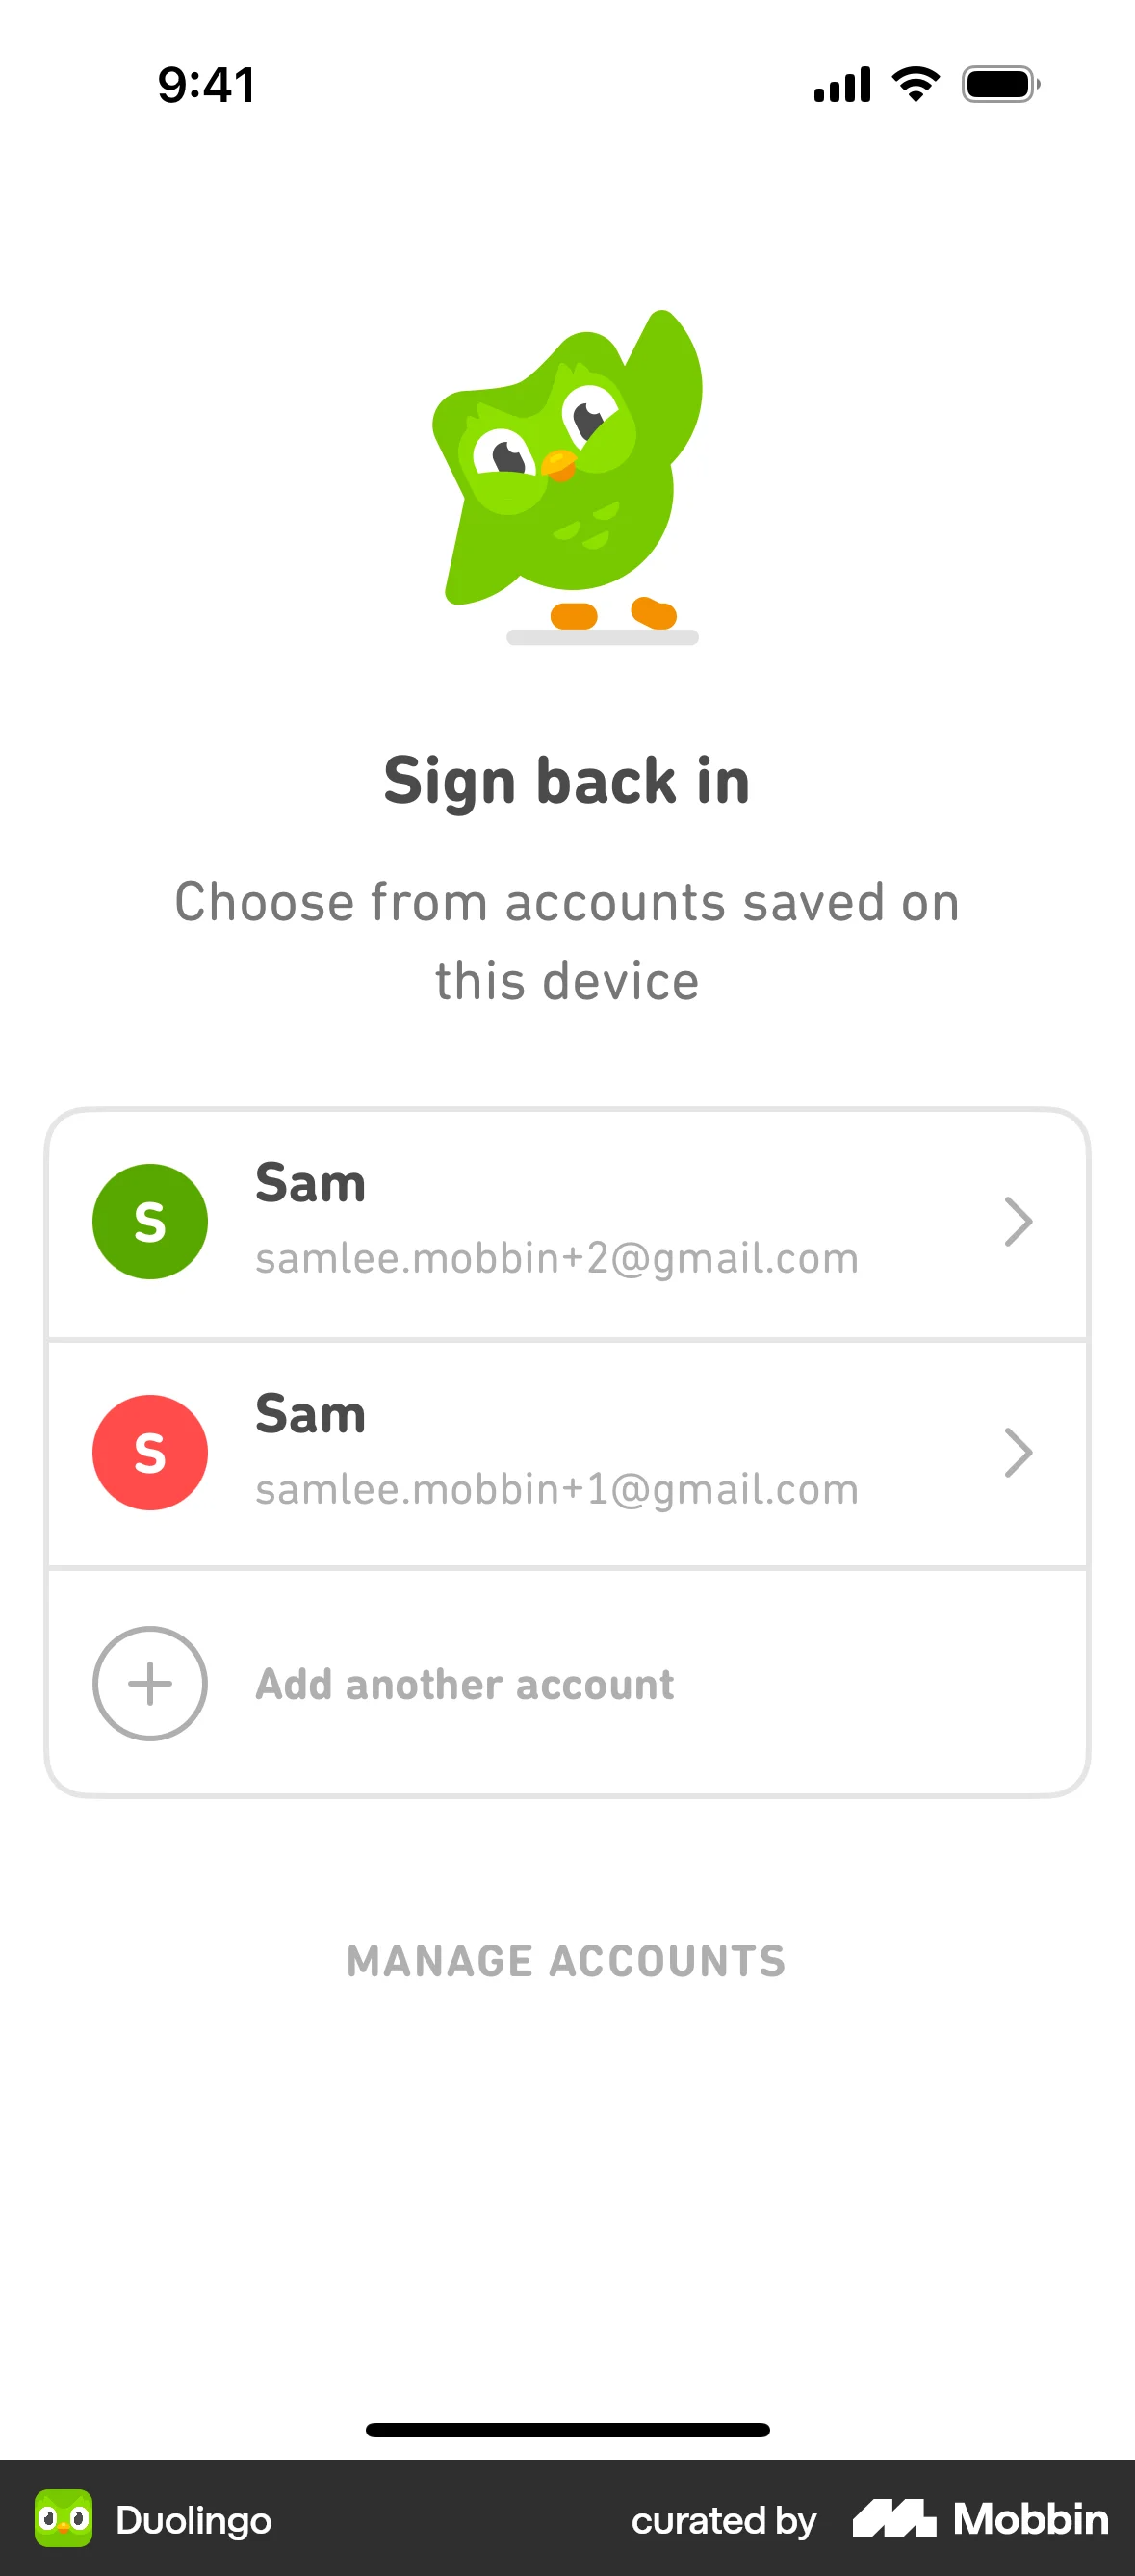 9:41
Sign back in
Choose from accounts saved on
this device
S
Sam
samlee.mobbin+2@gmail.com
S
Sam
samlee.mobbin+1@gmail.com
Add another account
MANAGE ACCOUNTS
Duolingo
curated by
Mobbin